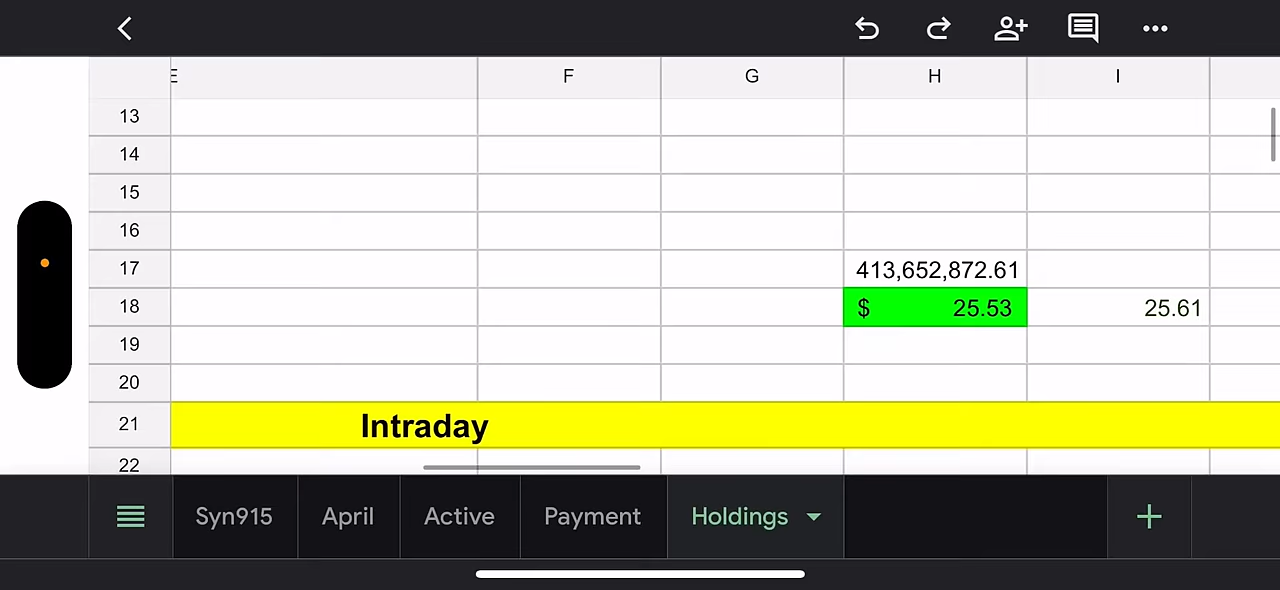 E F G H I
13
14
15
16
17 413,652,872.61
18 $ 25.53 25.61
19
20
21 Intraday
22
Syn915 April Active Payment Holdings